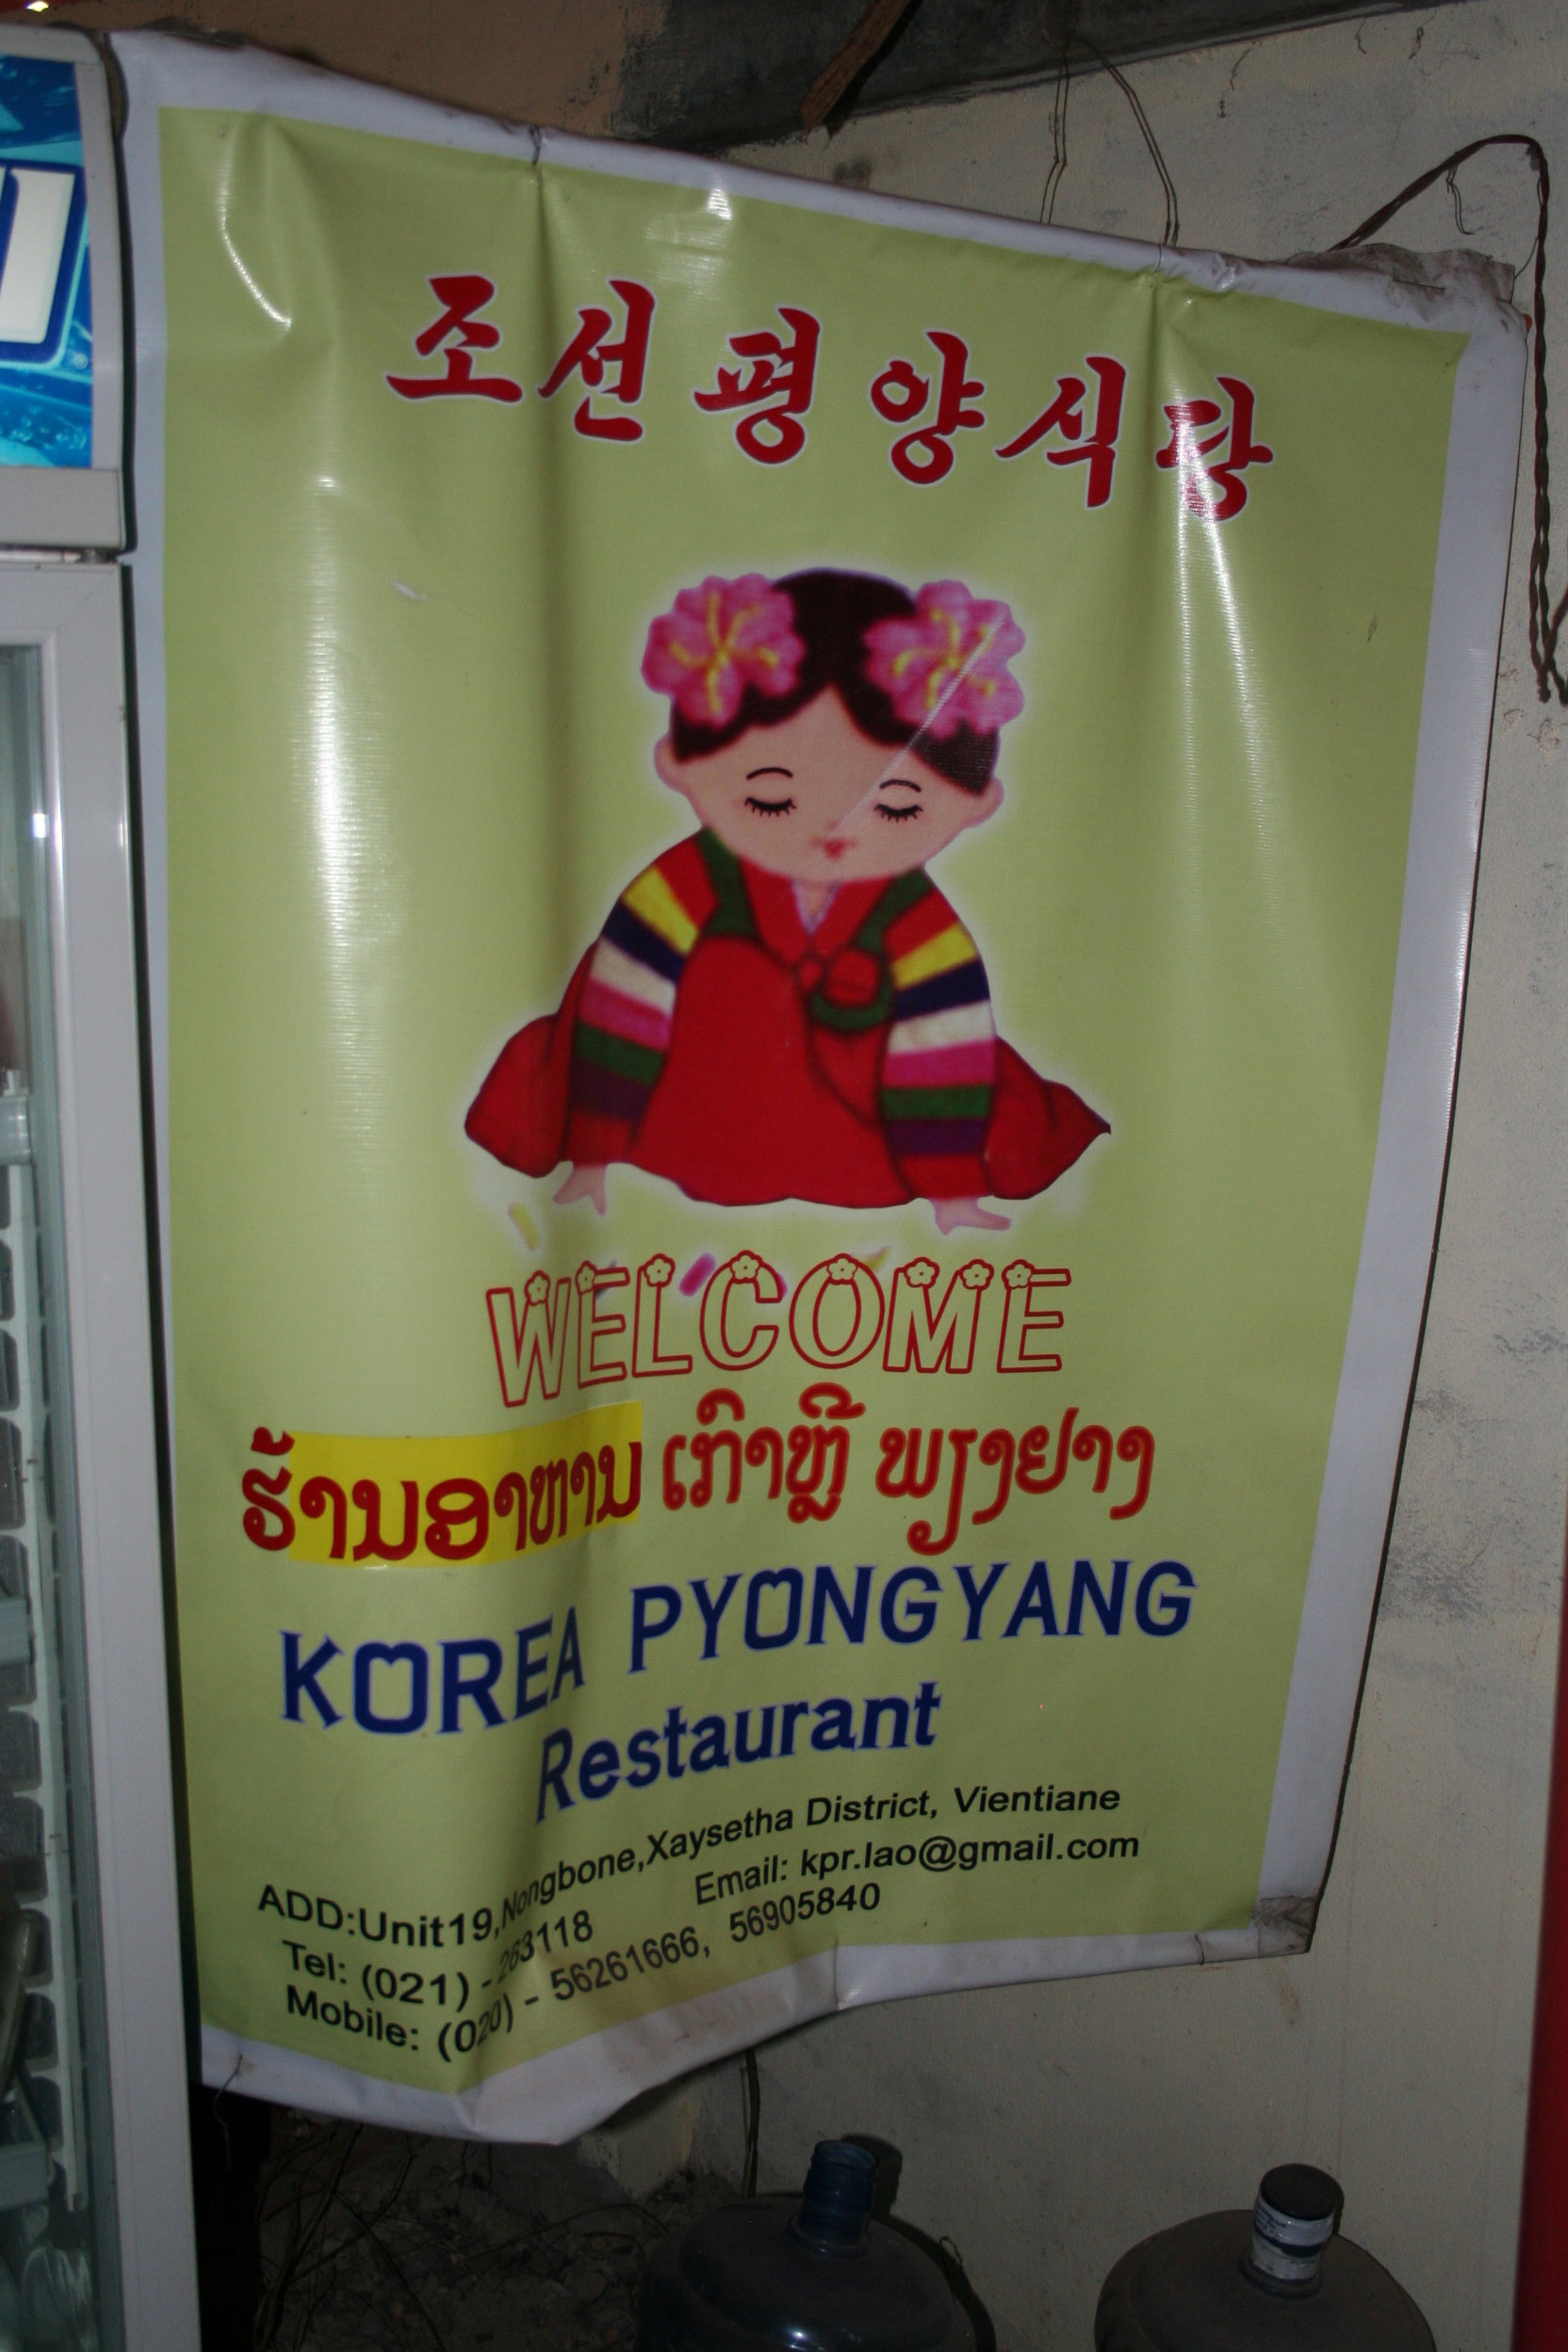 조선평양식당
WELCOME
ຮ້ານອາຫານ ເກົາຫຼີ ພຽງຢາງ
KOREA PYONGYANG
Restaurant
ADD:Unit19,Nongbone,Xaysetha District, Vientiane
Tel: (021) - 263118 Email: kpr.lao@gmail.com
Mobile: (020) - 56261666, 56905840